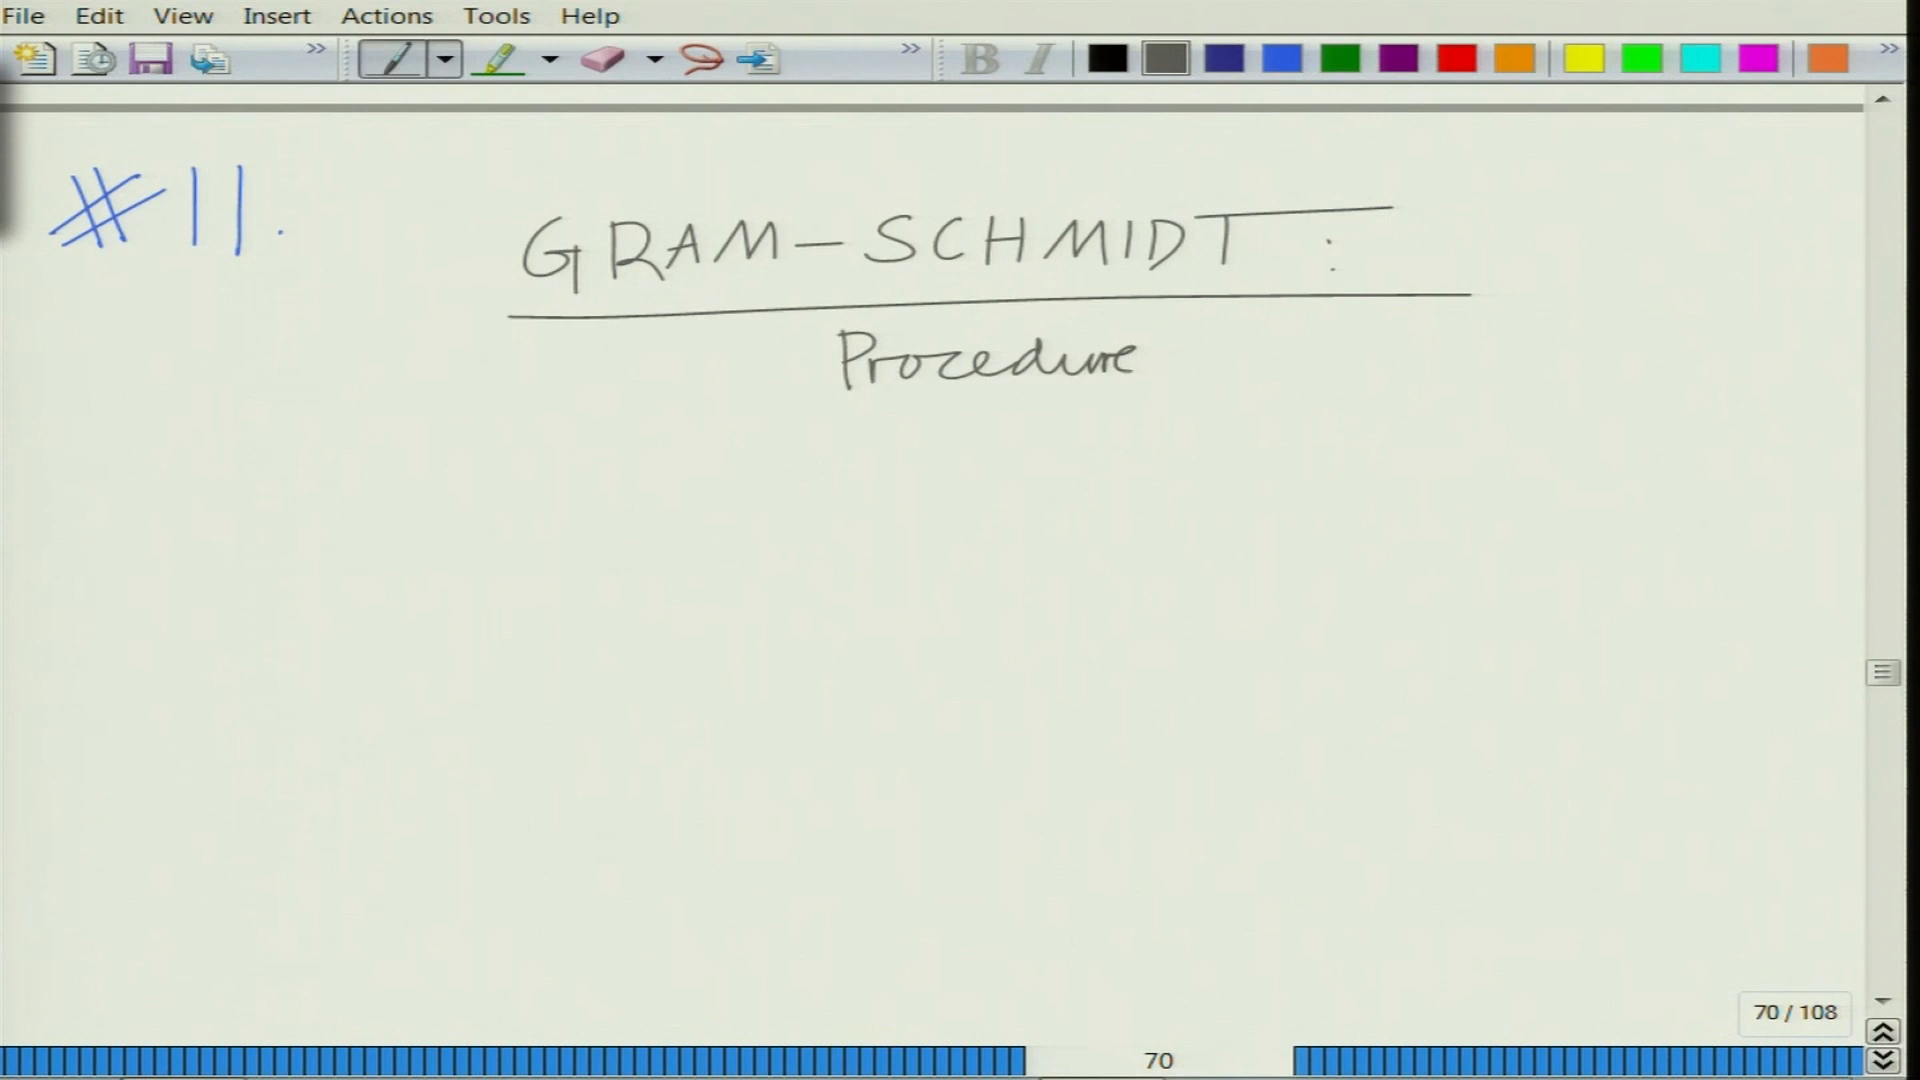 File Edit View Insert Actions Tools Help
B I
#11.
GRAM-SCHMIDT :
Procedure
70 / 108
70